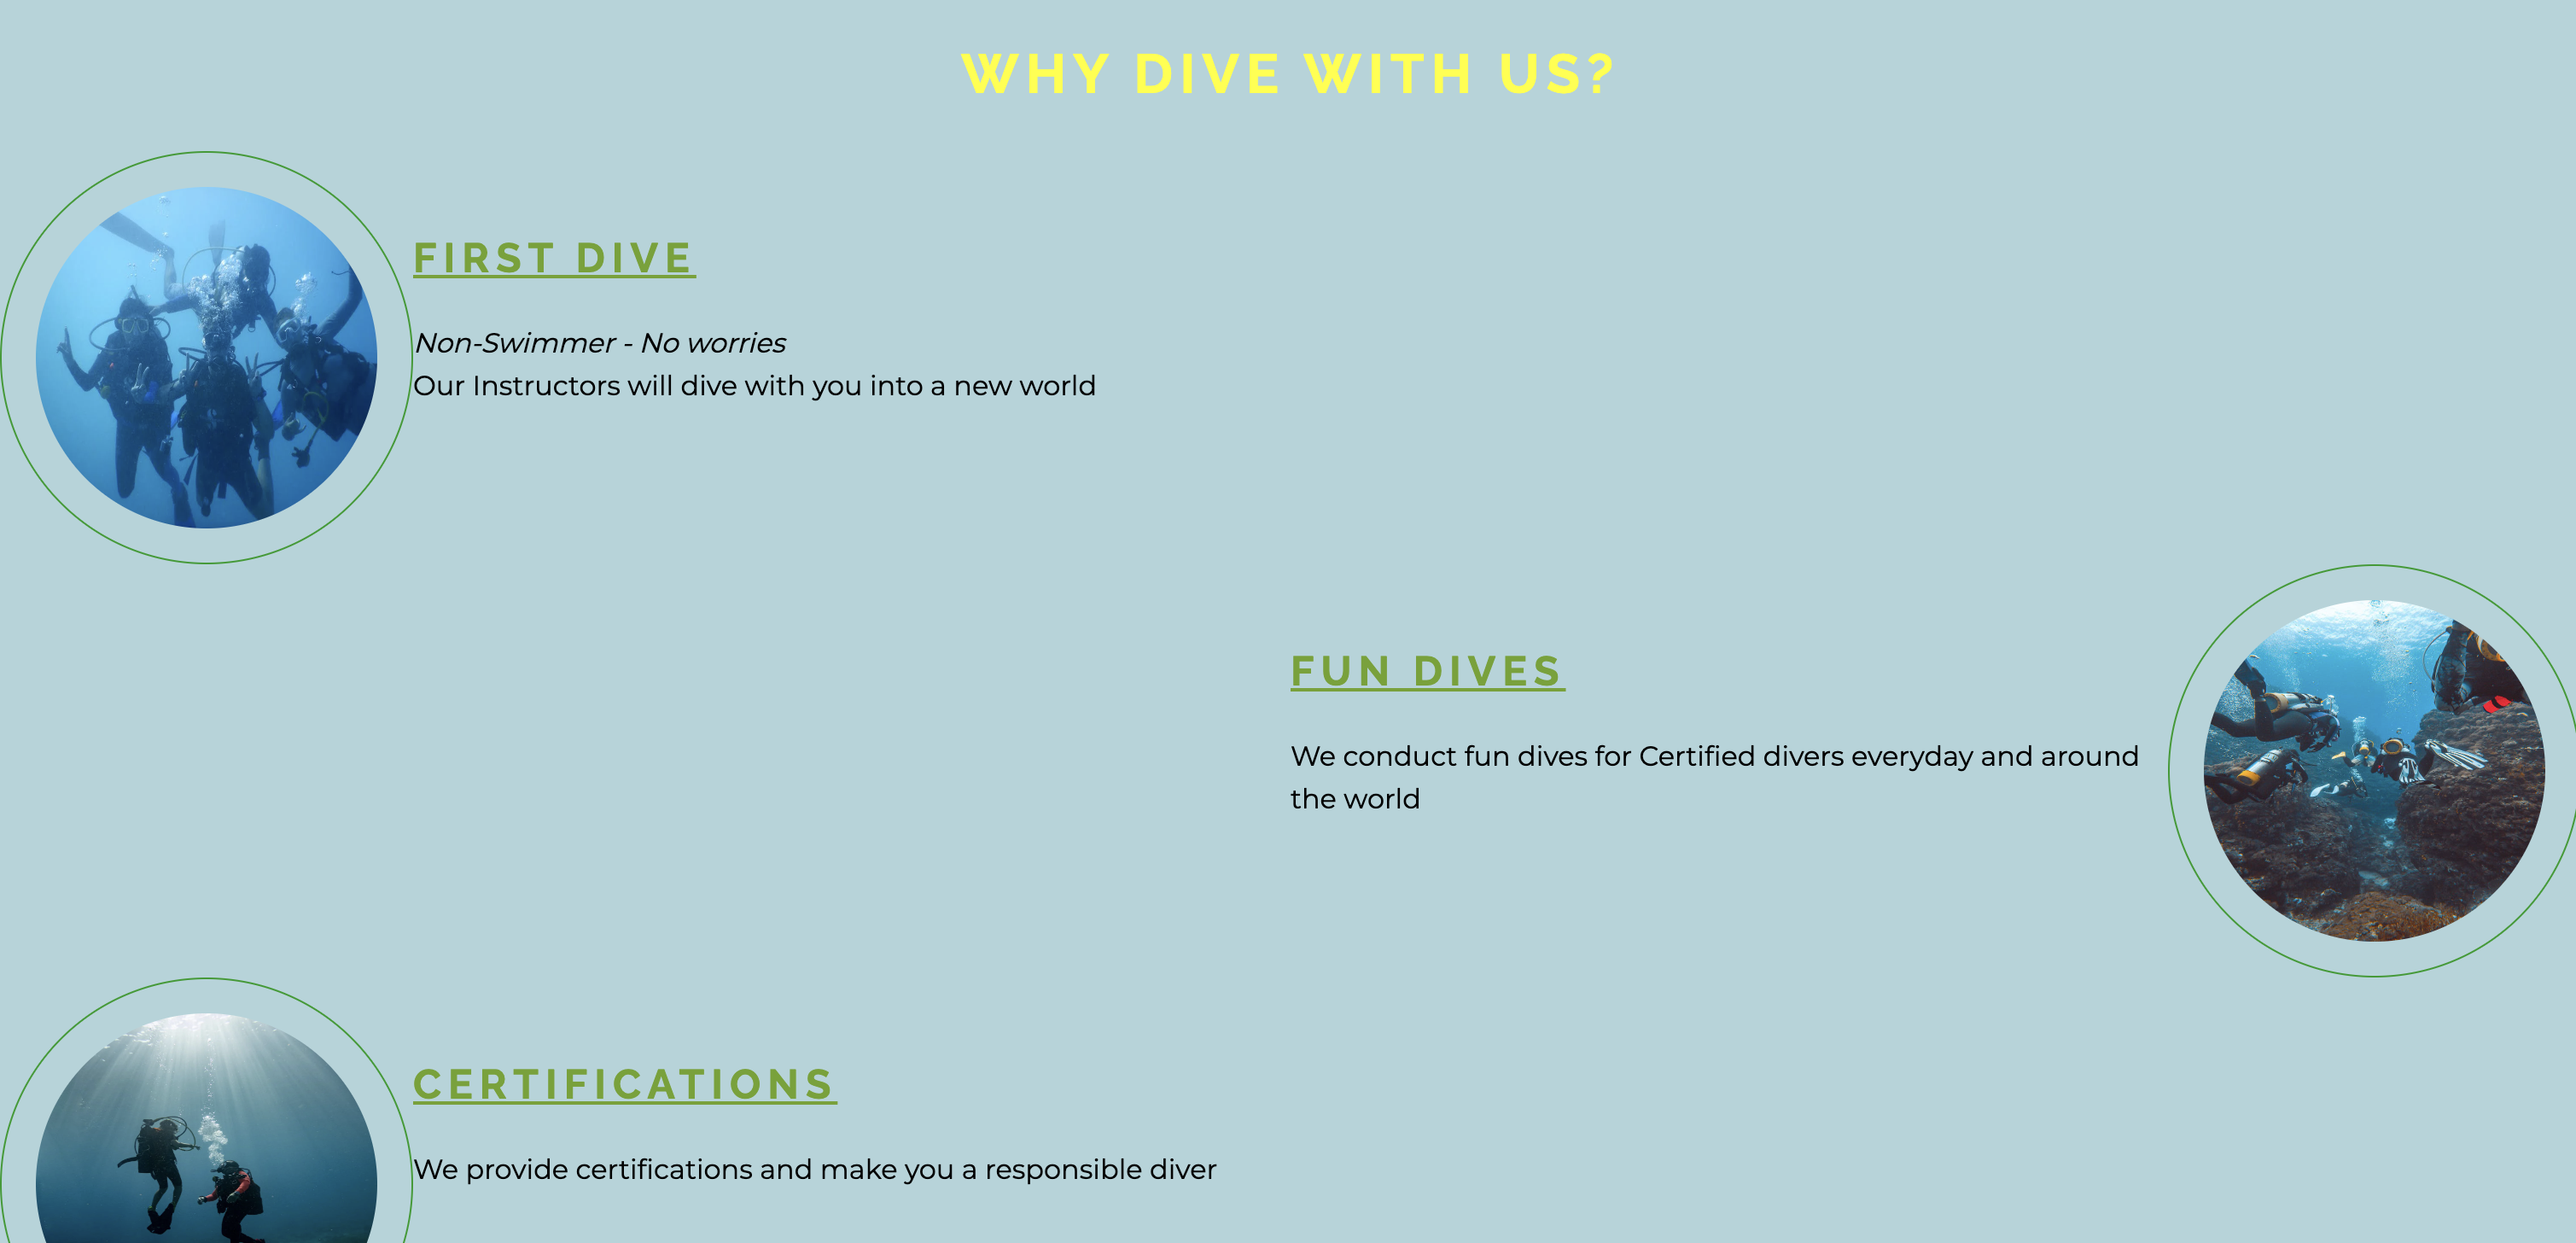 WHY DIVE WITH US?
FIRST DIVE
Non-Swimmer - No worries
Our Instructors will dive with you into a new world
FUN DIVES
We conduct fun dives for Certified divers everyday and around
the world
CERTIFICATIONS
We provide certifications and make you a responsible diver